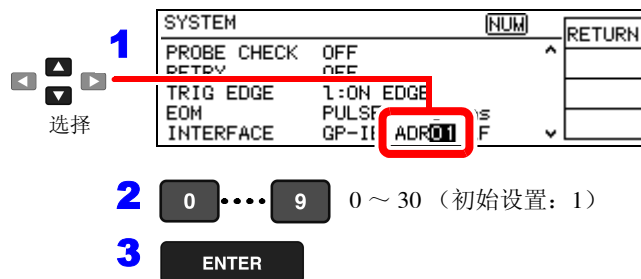 SYSTEM NUM RETURN
1
PROBE CHECK OFF
RETRY OFF
TRIG EDGE 1:ON EDGE
选择
EOM PULSE s
INTERFACE GP-IB ADR01 F
2 0 9 0 ~ 30 （初始设置：1）
3 ENTER